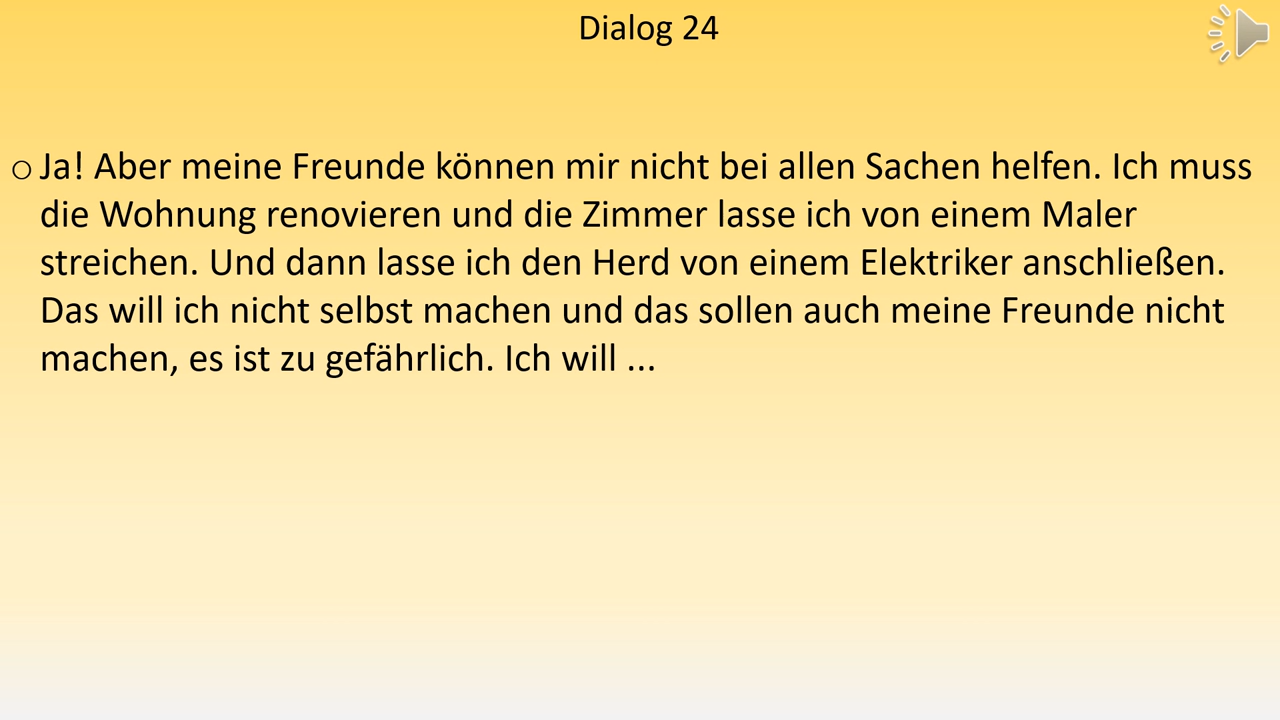 Dialog 24
○ Ja! Aber meine Freunde können mir nicht bei allen Sachen helfen. Ich muss
die Wohnung renovieren und die Zimmer lasse ich von einem Maler
streichen. Und dann lasse ich den Herd von einem Elektriker anschließen.
Das will ich nicht selbst machen und das sollen auch meine Freunde nicht
machen, es ist zu gefährlich. Ich will ...